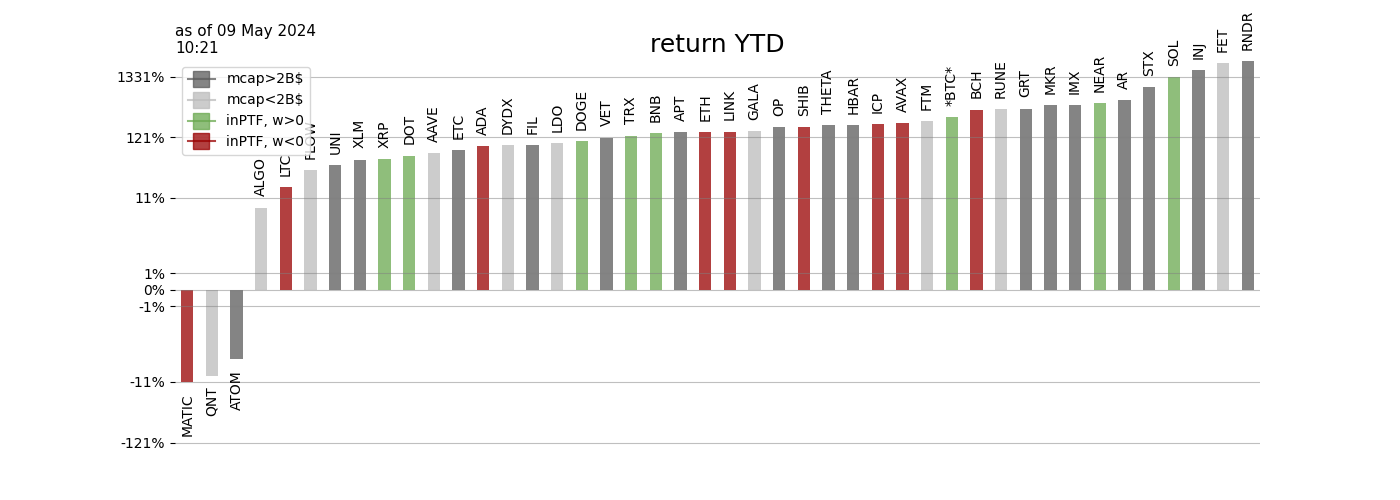 as of 09 May 2024
10:21
return YTD
mcap>2B$
mcap<2B$
inPTF, w>0
inPTF, w<0
1331%
121%
11%
1%
0%
-1%
-11%
-121%
MATIC
QNT
ATOM
ALGO
LTC
FLOW
UNI
XLM
XRP
DOT
AAVE
ETC
ADA
DYDX
FIL
LDO
DOGE
VET
TRX
BNB
APT
ETH
LINK
GALA
OP
SHIB
THETA
HBAR
ICP
AVAX
FTM
*BTC*
BCH
RUNE
GRT
MKR
IMX
NEAR
AR
STX
SOL
INJ
FET
RNDR